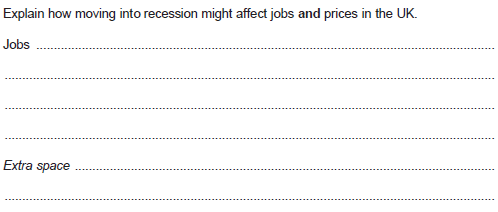 Explain how moving into recession might affect jobs and prices in the UK.
Jobs ................................................................................
................................................................................
................................................................................
................................................................................
Extra space ................................................................................
................................................................................